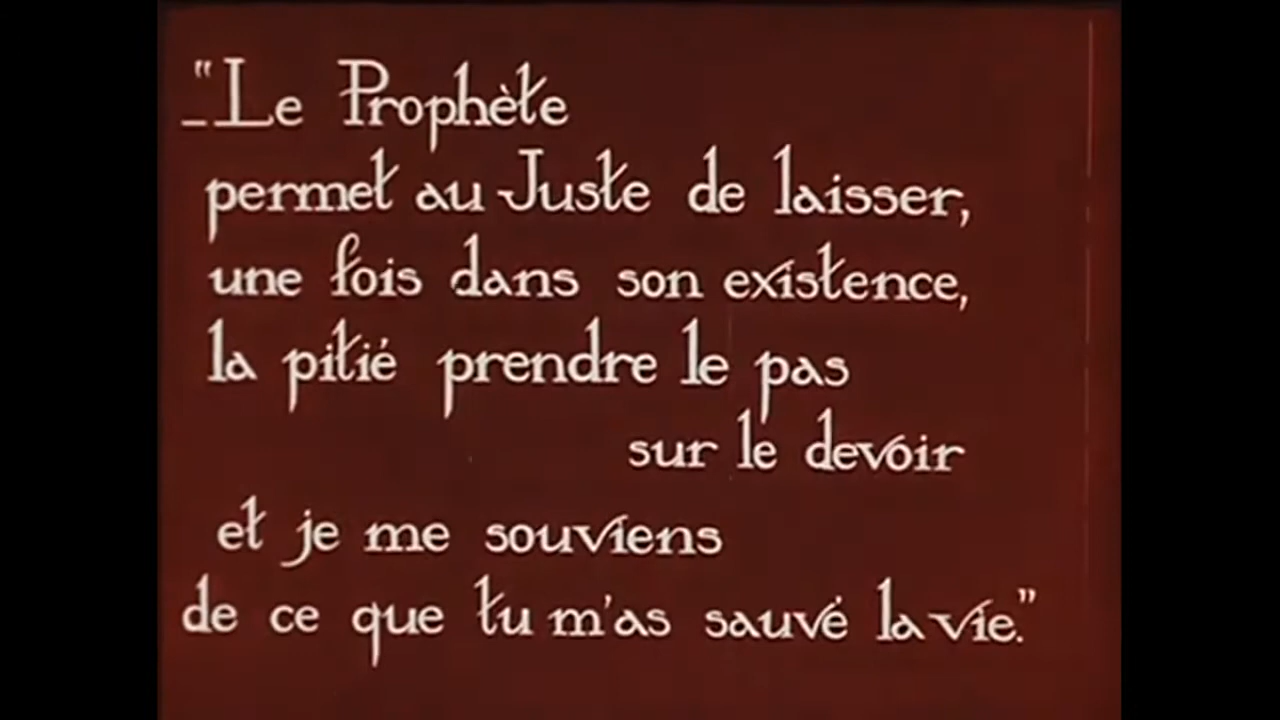 _"Le Prophète
permet au Juste de laisser,
une fois dans son existence,
la pitié prendre le pas
sur le devoir
et je me souviens
de ce que tu m'as sauvé la vie."